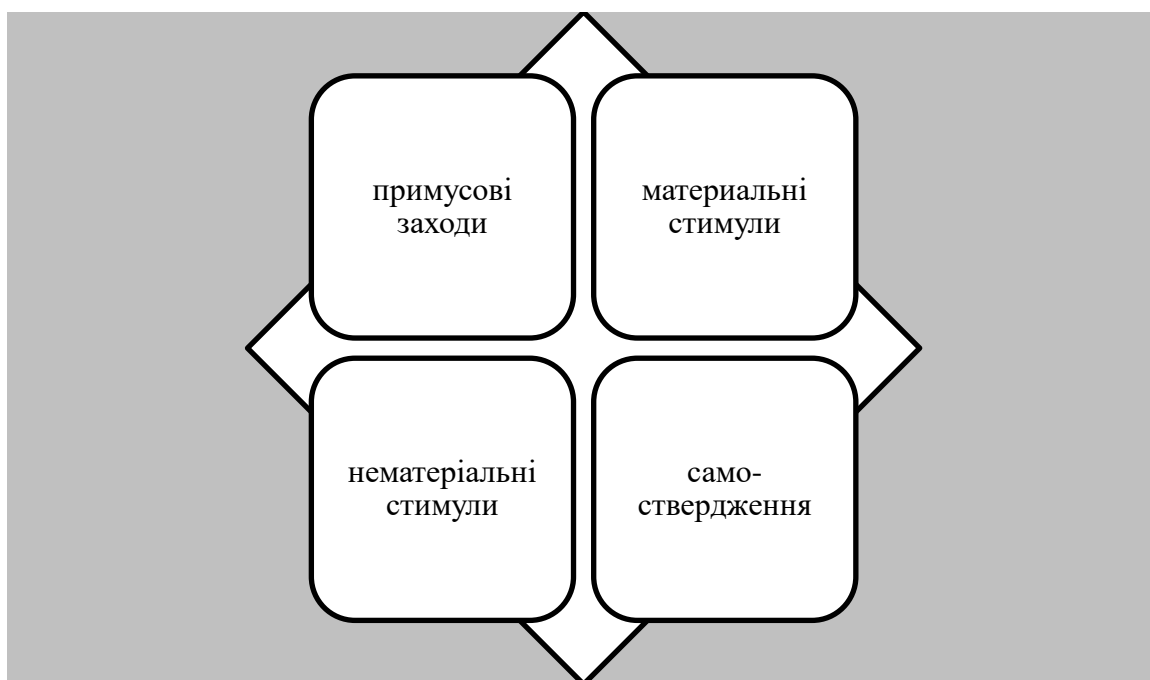 примусові
заходи
материальні
стимули
нематеріальні
стимули
само-
ствердження